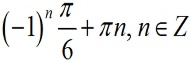 (-1)^n π/6 + πn, n ∈ Z